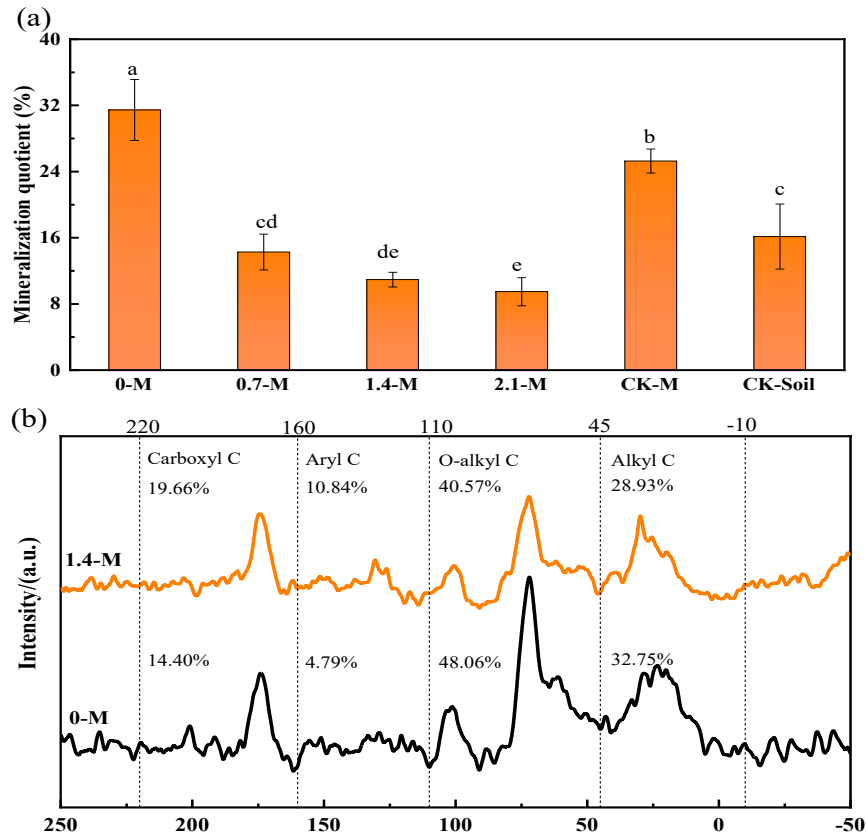 (a)
40
32
24
16
8
0
Mineralization quotient (%)
a
cd
de
e
b
c
0-M 0.7-M 1.4-M 2.1-M CK-M CK-Soil
(b)
220 160 110 45 -10
Carboxyl C Aryl C O-alkyl C Alkyl C
19.66% 10.84% 40.57% 28.93%
1.4-M
Intensity/(a.u.)
14.40% 4.79% 48.06% 32.75%
0-M
250 200 150 100 50 0 -50